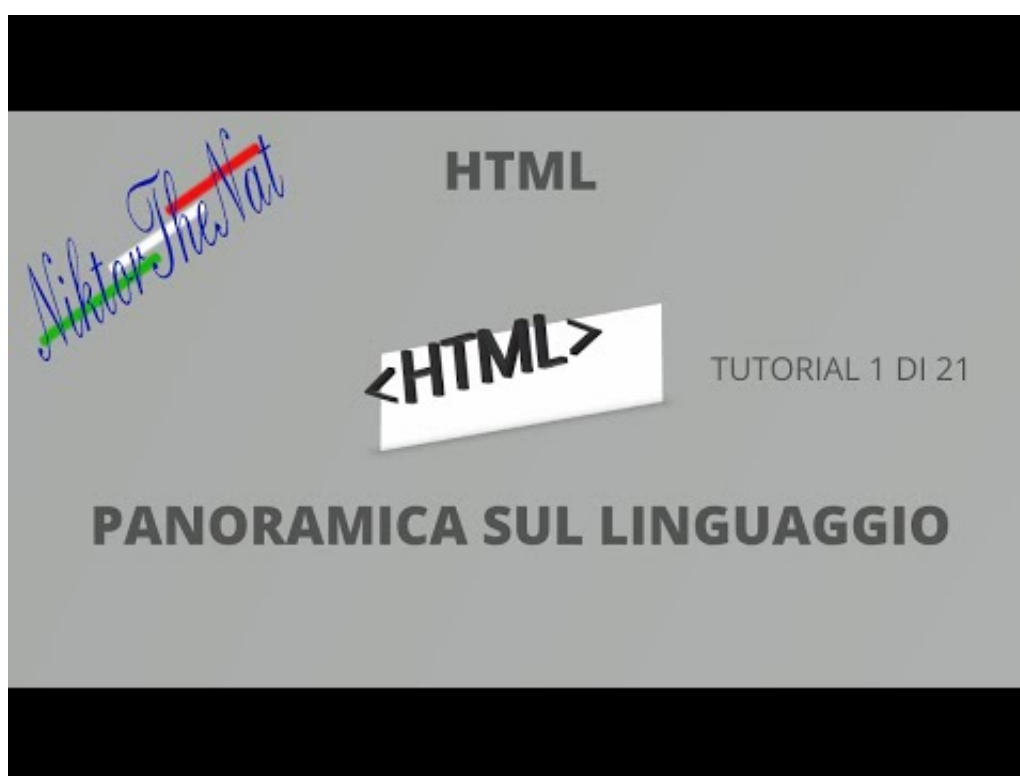 HTML
NiktorTheNat
<HTML>
TUTORIAL 1 DI 21
PANORAMICA SUL LINGUAGGIO